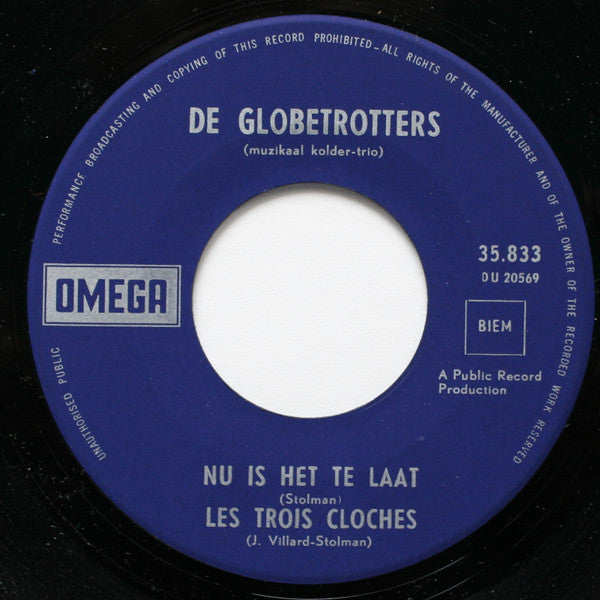 UNAUTHORISED PUBLIC PERFORMANCE BROADCASTING AND COPYING OF THIS RECORD PROHIBITED – ALL RIGHTS OF THE MANUFACTURER AND OF THE OWNER OF THE RECORDED WORK RESERVED
DE GLOBETROTTERS
(muzikaal kolder-trio)
OMEGA
35.833
DU 20569
BIEM
A Public Record
Production
NU IS HET TE LAAT
(Stolman)
LES TROIS CLOCHES
(J. Villard-Stolman)